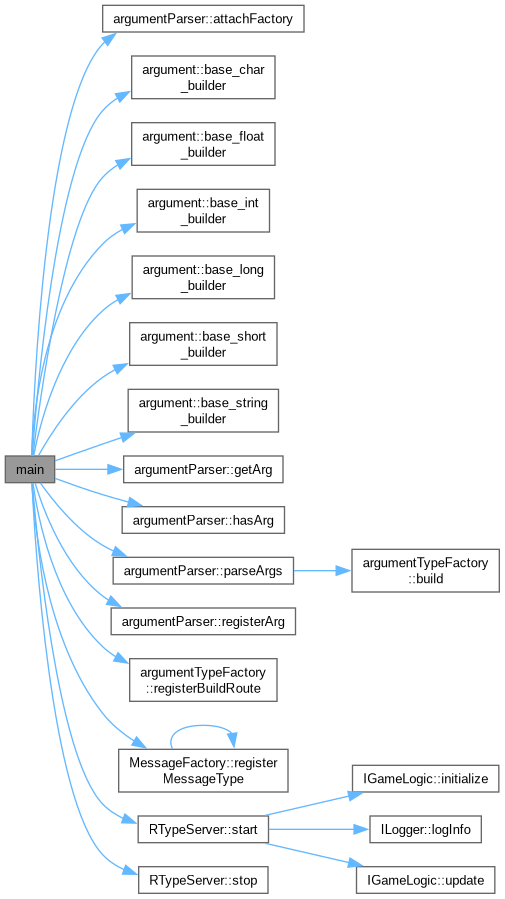 argumentParser::attachFactory
argument::base_char
_builder
argument::base_float
_builder
argument::base_int
_builder
argument::base_long
_builder
argument::base_short
_builder
argument::base_string
_builder
main
argumentParser::getArg
argumentParser::hasArg
argumentParser::parseArgs
argumentTypeFactory
::build
argumentParser::registerArg
argumentTypeFactory
::registerBuildRoute
MessageFactory::register
MessageType
RTypeServer::start
IGameLogic::initialize
ILogger::logInfo
IGameLogic::update
RTypeServer::stop